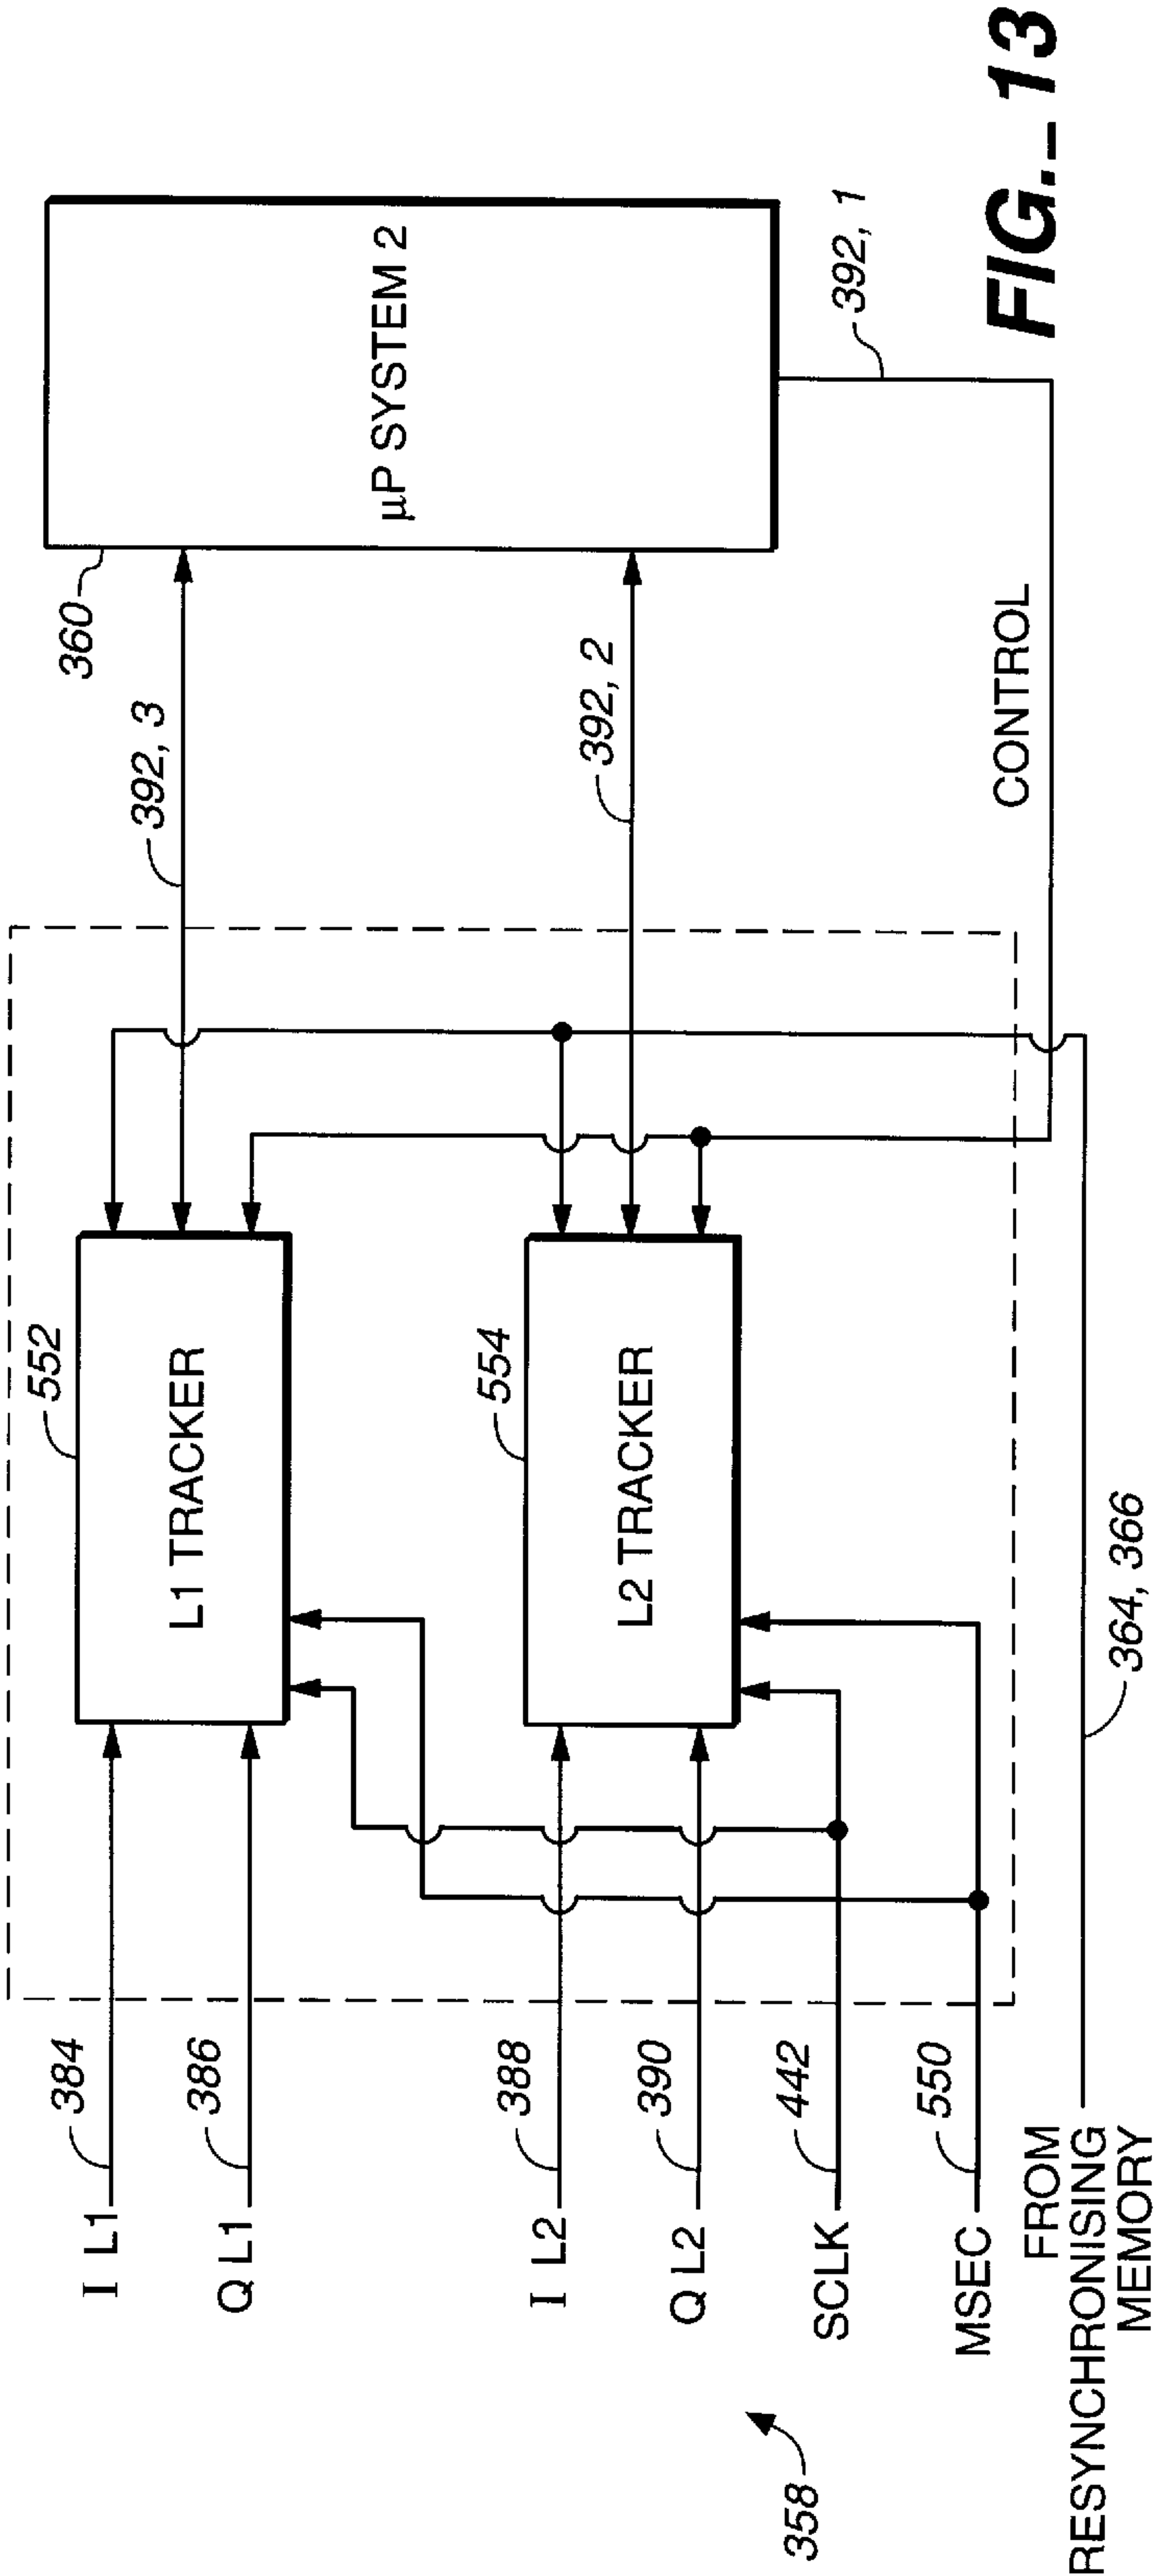 I L1
384
Q L1
386
552
L1 TRACKER
392, 3
360
µP SYSTEM 2
I L2
388
Q L2
390
554
L2 TRACKER
392, 2
SCLK
442
MSEC
550
CONTROL
392, 1
FROM
RESYNCHRONISING
MEMORY
364, 366
358
FIG._ 13